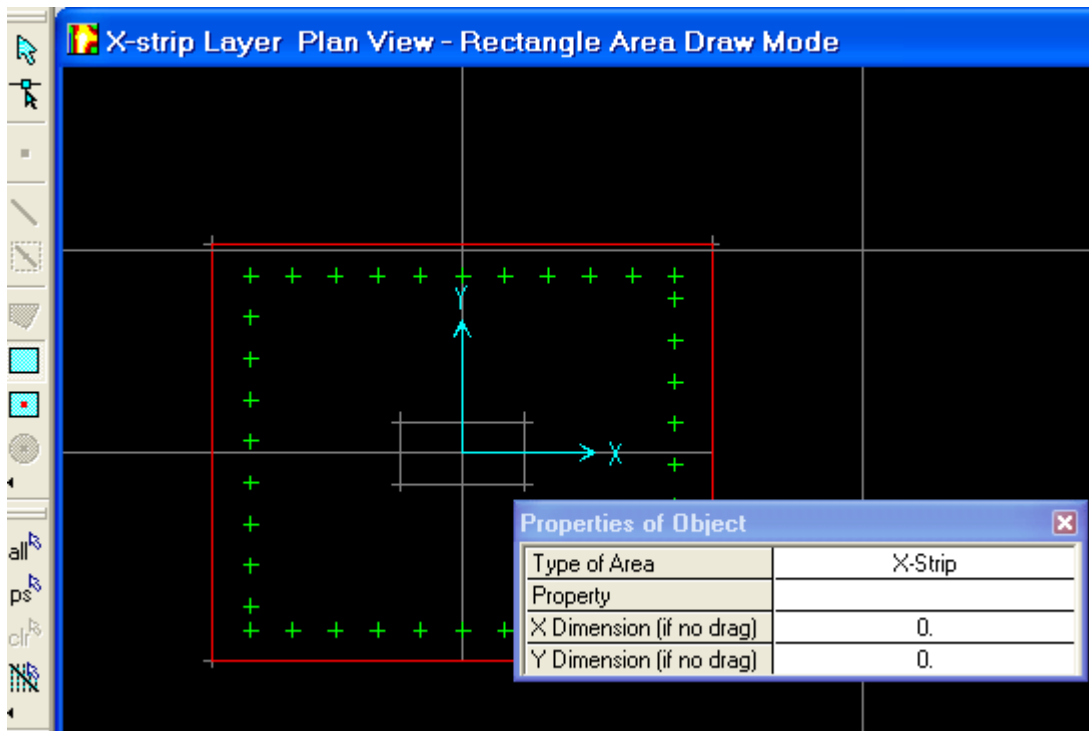 X-strip Layer Plan View - Rectangle Area Draw Mode
Y
X
Properties of Object
Type of Area X-Strip
Property
X Dimension (if no drag) 0.
Y Dimension (if no drag) 0.
all
ps
clr